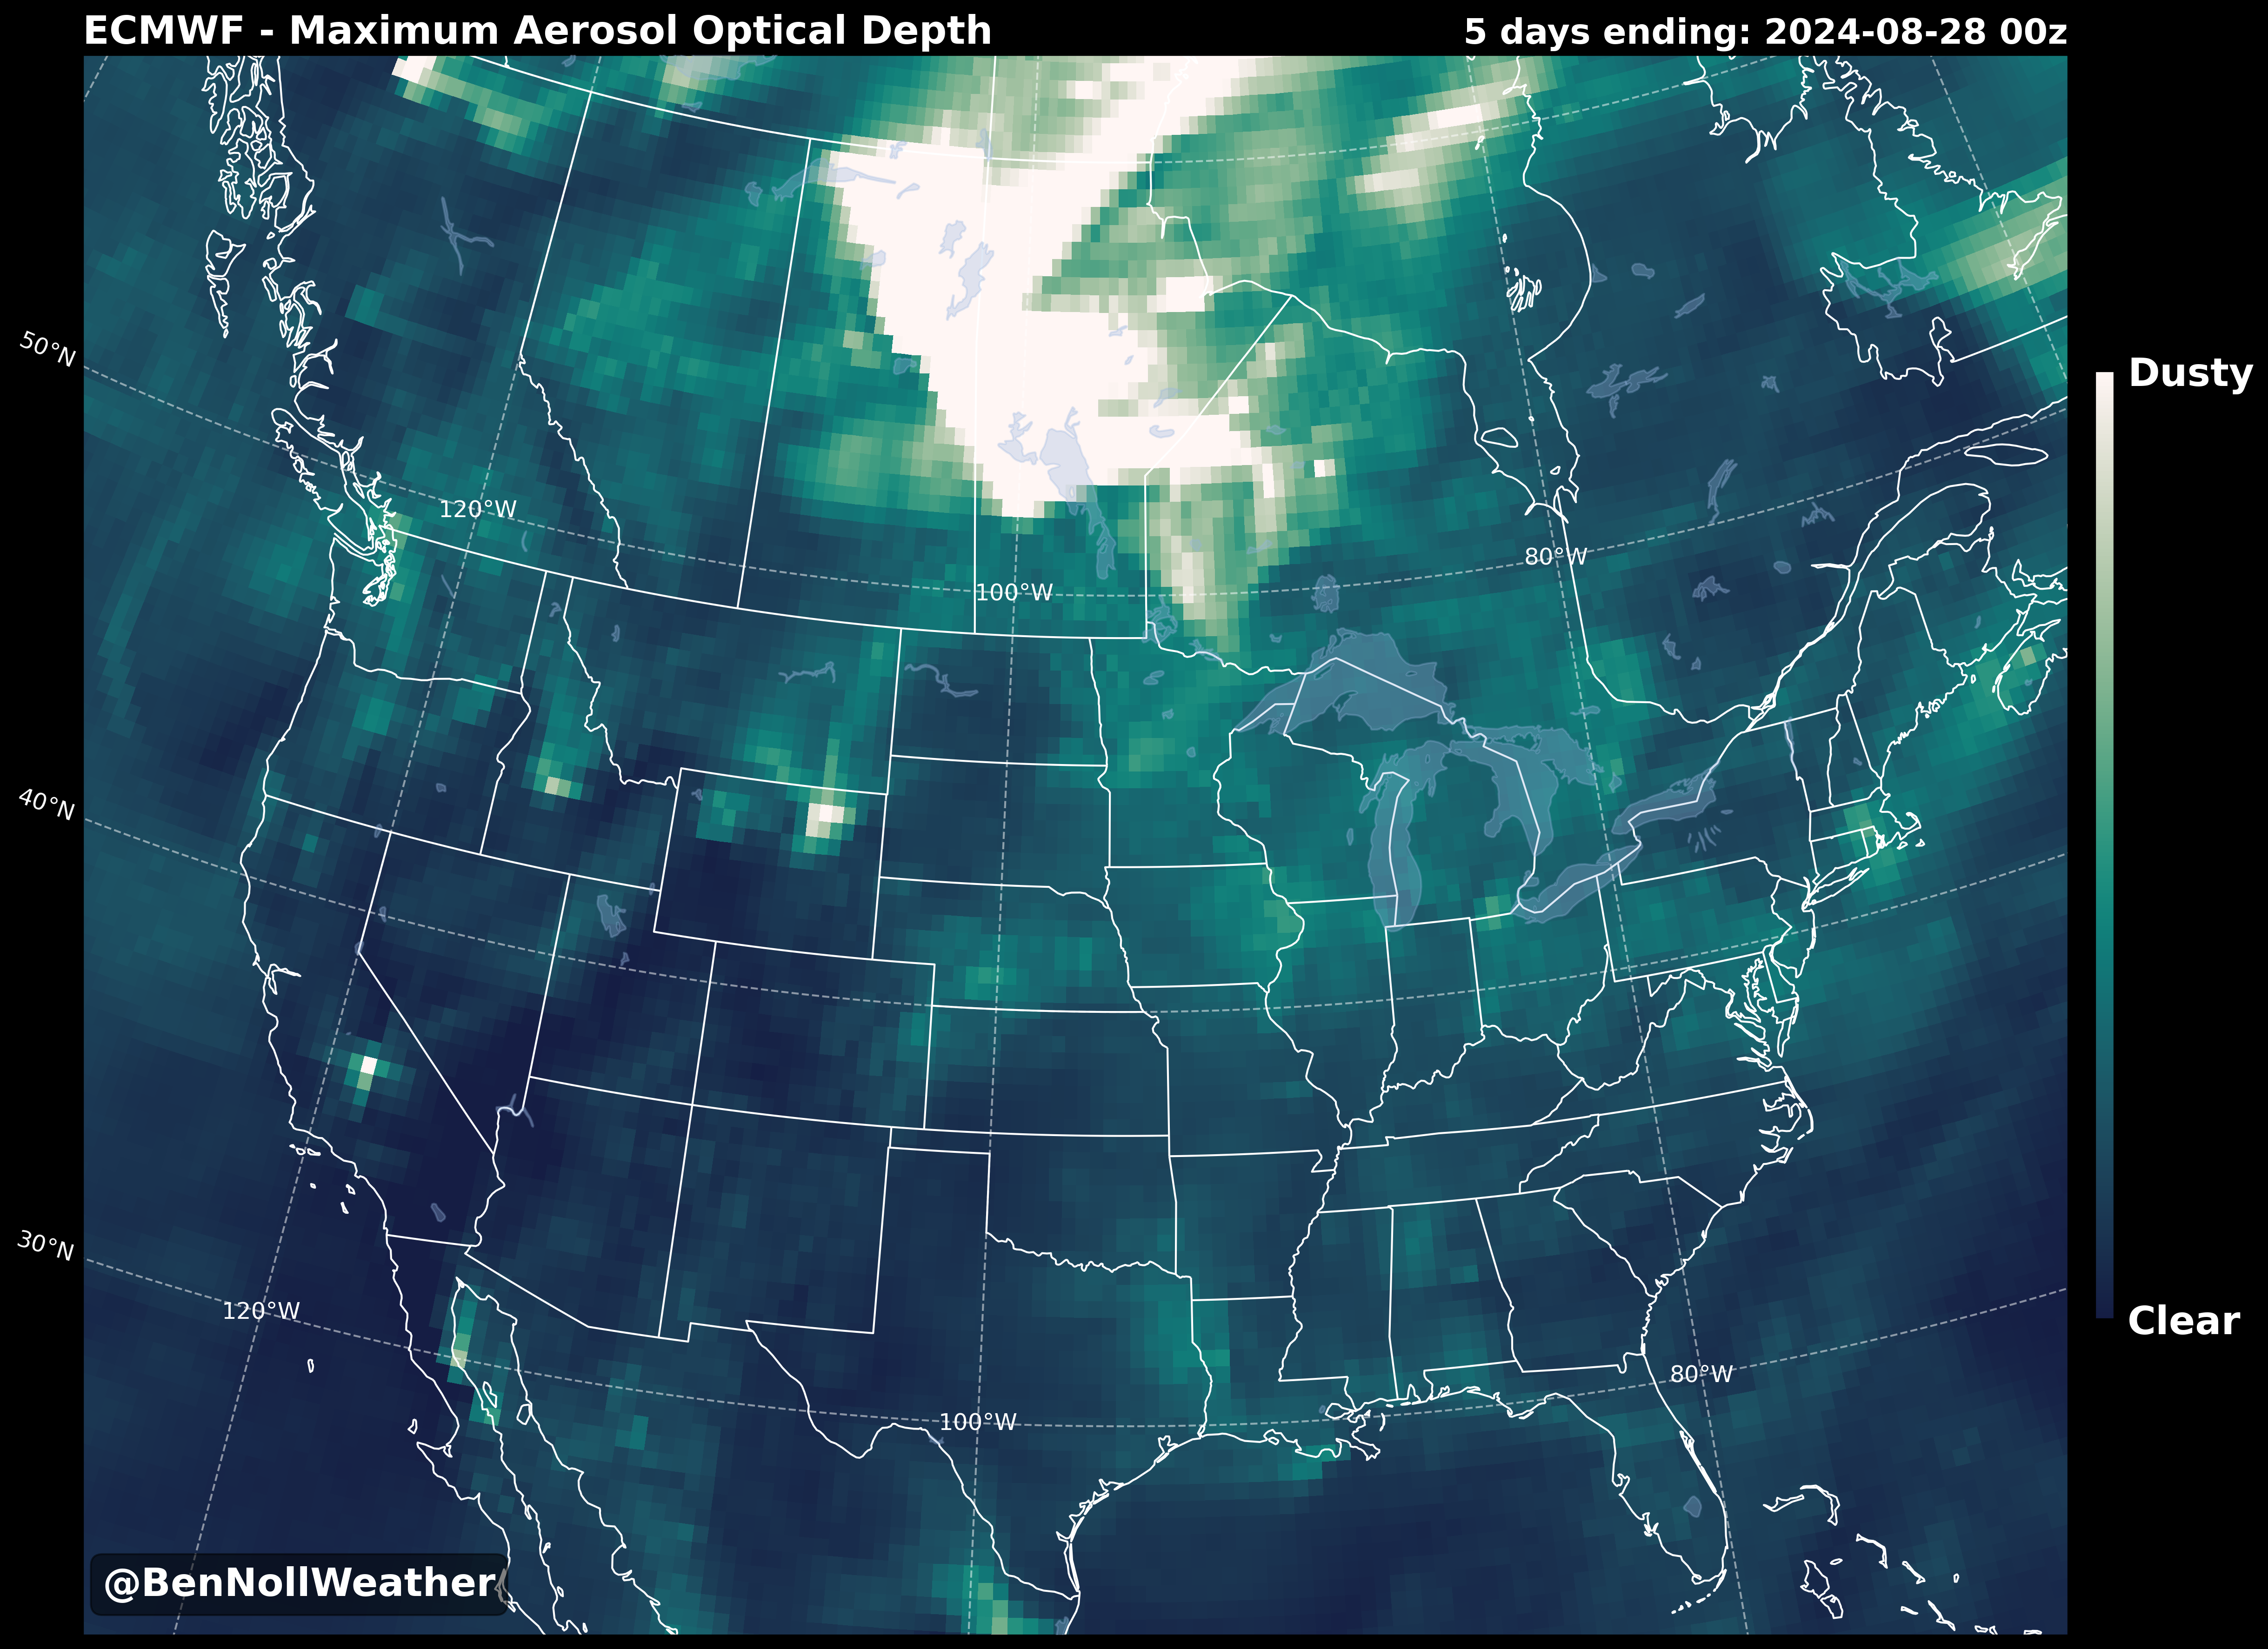 ECMWF - Maximum Aerosol Optical Depth
5 days ending: 2024-08-28 00z
50°N
Dusty
120°W
80°W
100°W
40°N
30°N
120°W
Clear
80°W
100°W
@BenNollWeather